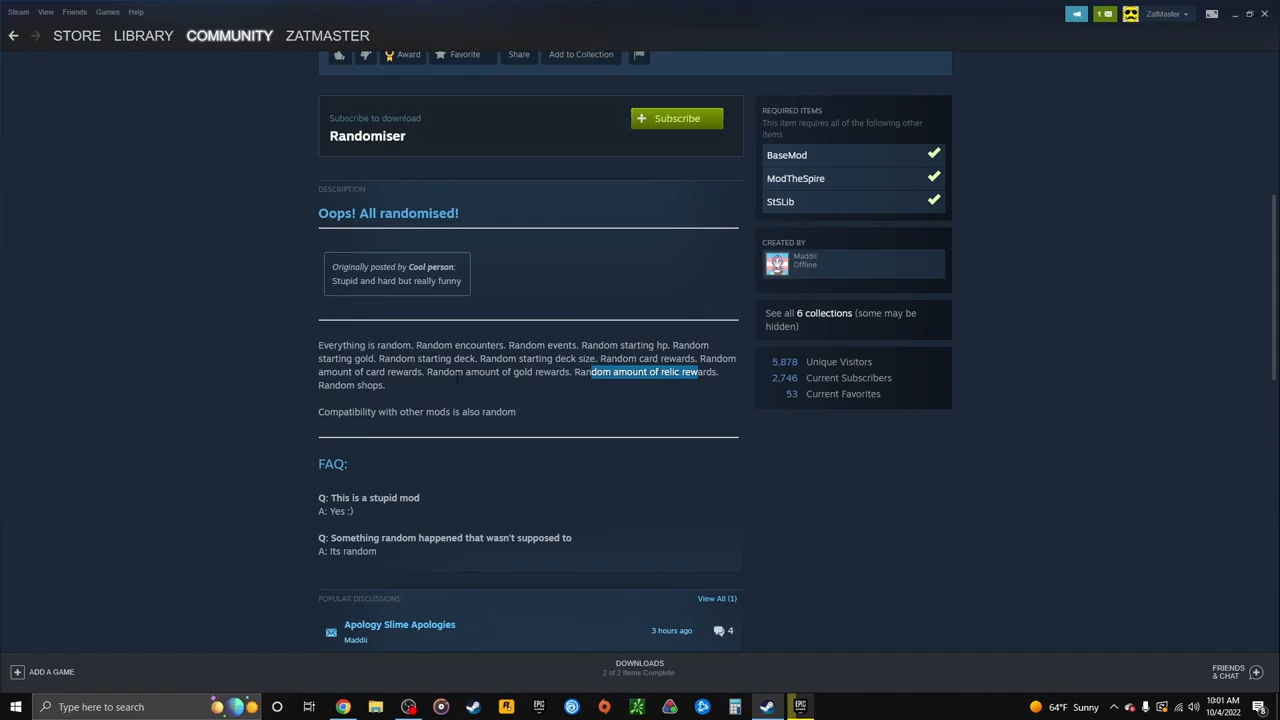 Steam View Friends Games Help
1
ZatMaster
STORE LIBRARY COMMUNITY ZATMASTER
Award Favorite Share Add to Collection
Subscribe to download
Randomiser
Subscribe
DESCRIPTION
Oops! All randomised!
Originally posted by Cool person:
Stupid and hard but really funny
Everything is random. Random encounters. Random events. Random starting hp. Random
starting gold. Random starting deck. Random starting deck size. Random card rewards. Random
amount of card rewards. Random amount of gold rewards. Random amount of relic rewards.
Random shops.
Compatibility with other mods is also random
FAQ:
Q: This is a stupid mod
A: Yes :)
Q: Something random happened that wasn't supposed to
A: Its random
POPULAR DISCUSSIONS
View All (1)
Apology Slime Apologies
Maddii
3 hours ago
4
REQUIRED ITEMS
This item requires all of the following other
items
BaseMod
ModTheSpire
StSLib
CREATED BY
Maddii
Offline
See all 6 collections (some may be
hidden)
5,878 Unique Visitors
2,746 Current Subscribers
53 Current Favorites
ADD A GAME
DOWNLOADS
2 of 2 Items Complete
FRIENDS
& CHAT
Type here to search
64°F Sunny
10:01 AM
10/4/2022